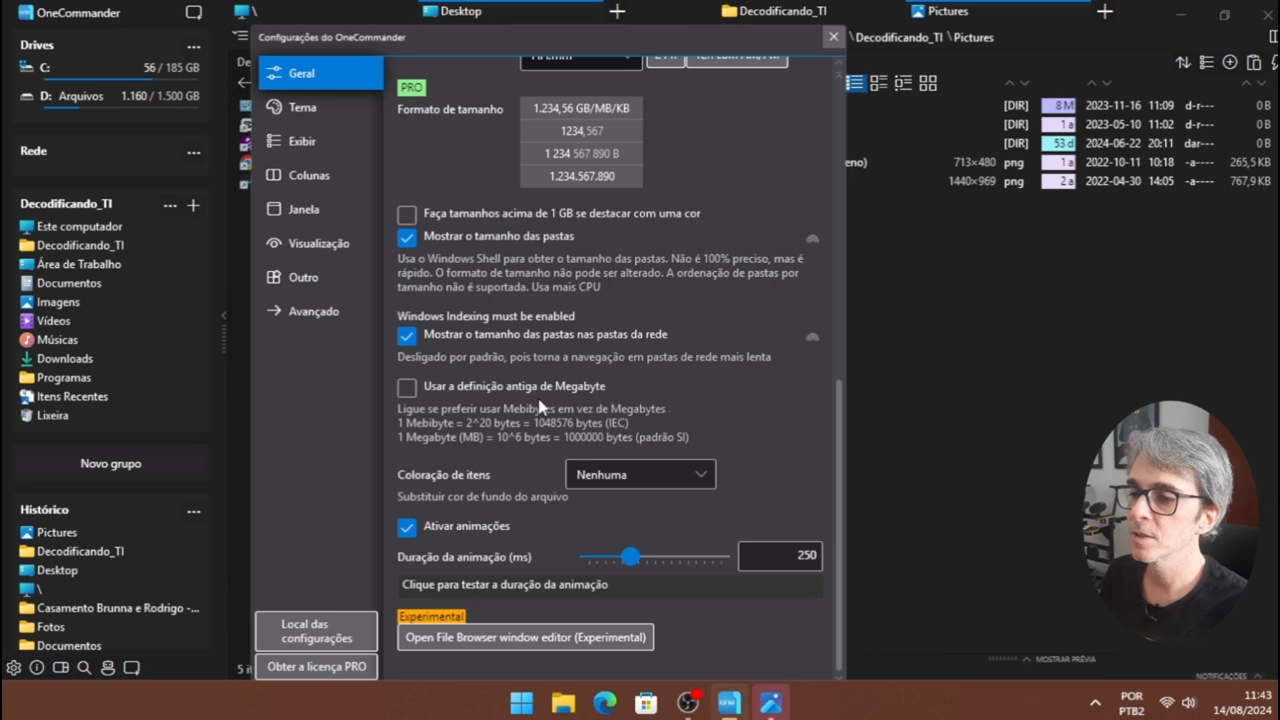 OneCommander
Drives
C:
56 / 185 GB
D:
Arquivos
1.160 / 1.500 GB
Rede
Decodificando_TI
Este computador
Decodificando_TI
Área de Trabalho
Documentos
Imagens
Vídeos
Músicas
Downloads
Programas
Itens Recentes
Lixeira
Novo grupo
Histórico
Pictures
Decodificando_TI
Desktop
\
Casamento Brunna e Rodrigo -...
Fotos
Documentos
\
Desktop
Decodificando_TI
Pictures
Configurações do OneCommander
Geral
Tema
Exibir
Colunas
Janela
Visualização
Outro
Avançado
Local das
configurações
Obter a licença PRO
PRO
Formato de tamanho
1.234,56 GB/MB/KB
1234,567
1 234 567 890 B
1.234.567.890
Faça tamanhos acima de 1 GB se destacar com uma cor
Mostrar o tamanho das pastas
Usa o Windows Shell para obter o tamanho das pastas. Não é 100% preciso, mas é
rápido. O formato de tamanho não pode ser alterado. A ordenação de pastas por
tamanho não é suportada. Usa mais CPU
Windows Indexing must be enabled
Mostrar o tamanho das pastas nas pastas da rede
Desligado por padrão, pois torna a navegação em pastas de rede mais lenta
Usar a definição antiga de Megabyte
Ligue se preferir usar Mebibytes em vez de Megabytes
1 Mebibyte = 2^20 bytes = 1048576 bytes (IEC)
1 Megabyte (MB) = 10^6 bytes = 1000000 bytes (padrão SI)
Coloração de itens
Nenhuma
Substituir cor de fundo do arquivo
Ativar animações
Duração da animação (ms)
250
Clique para testar a duração da animação
Experimental
Open File Browser window editor (Experimental)
\Decodificando_TI \Pictures
[DIR] 8 M 2023-11-16 11:09 d-r--- 0 B
[DIR] 1 a 2023-05-10 11:02 d-r--- 0 B
[DIR] 53 d 2024-06-22 20:11 dar--- 0 B
eno) 713×480 png 1 a 2022-10-11 10:18 -a---- 265,5 KB
1440×969 png 2 a 2022-04-30 14:05 -a---- 767,9 KB
MOSTRAR PRÉVIA
NOTIFICAÇÕES
POR
PTB2
11:43
14/08/2024